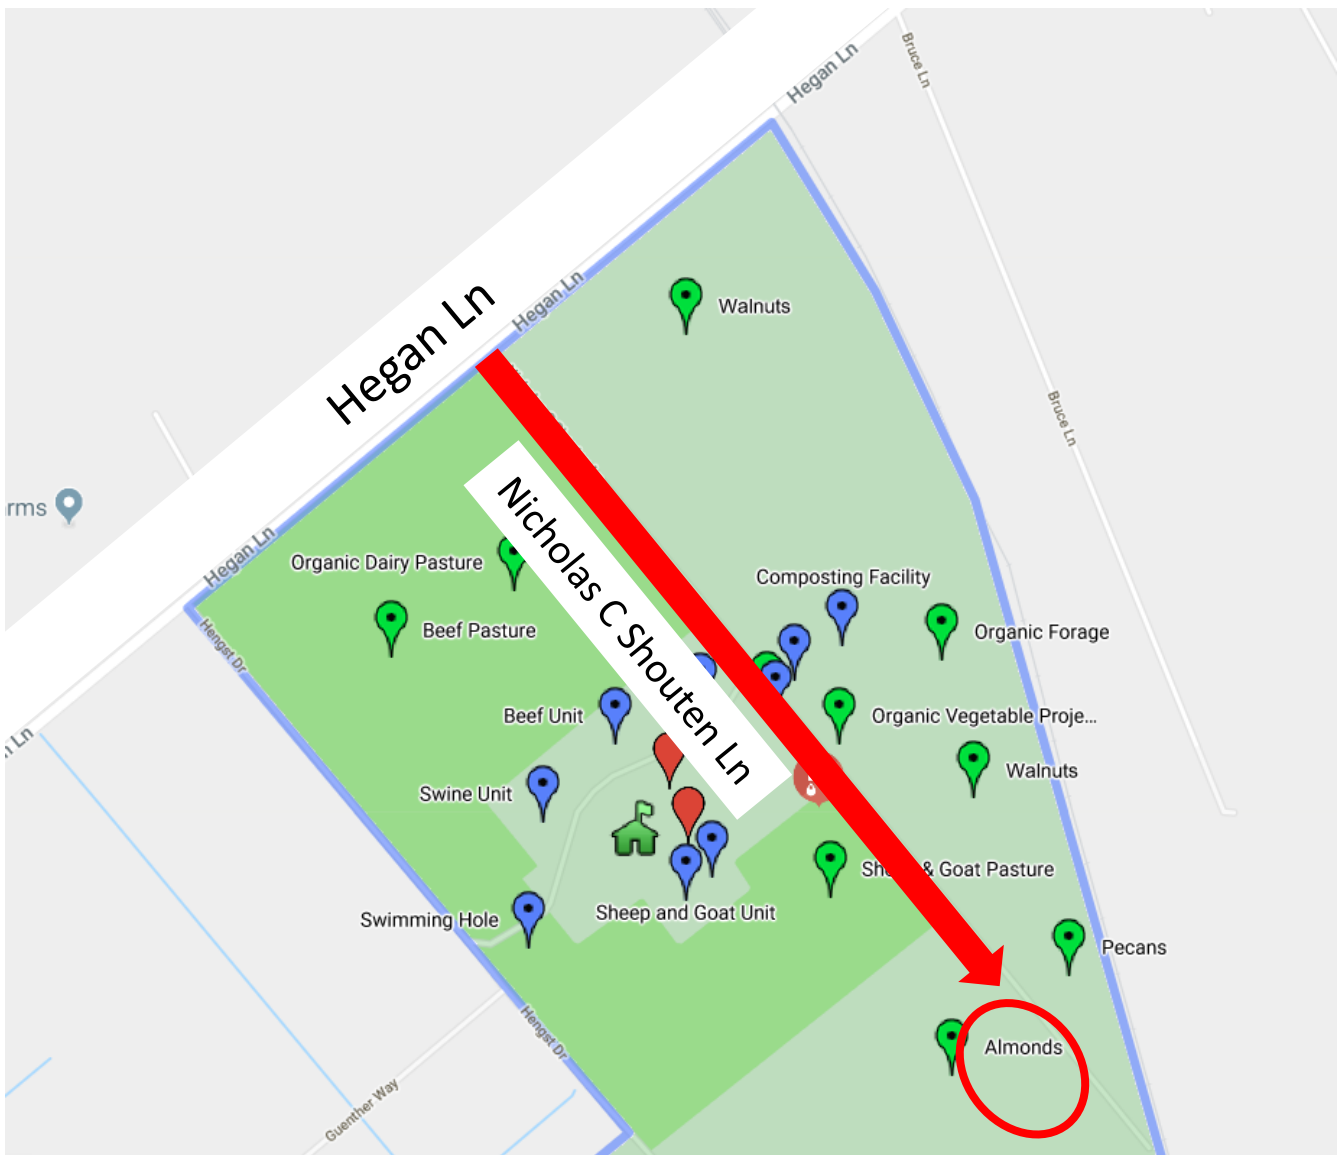 Hegan Ln
Bruce Ln
Walnuts
Hegan Ln
Hegan Ln
Bruce Ln
Nicholas C Shouten Ln
rms
Hegan Ln
Organic Dairy Pasture
Composting Facility
Beef Pasture
Organic Forage
Hengst Dr
Beef Unit
Organic Vegetable Proje...
n Ln
Walnuts
Swine Unit
Goat Pasture
Sheep and Goat Unit
Swimming Hole
Pecans
Hengst Dr
Almonds
Guenther Way